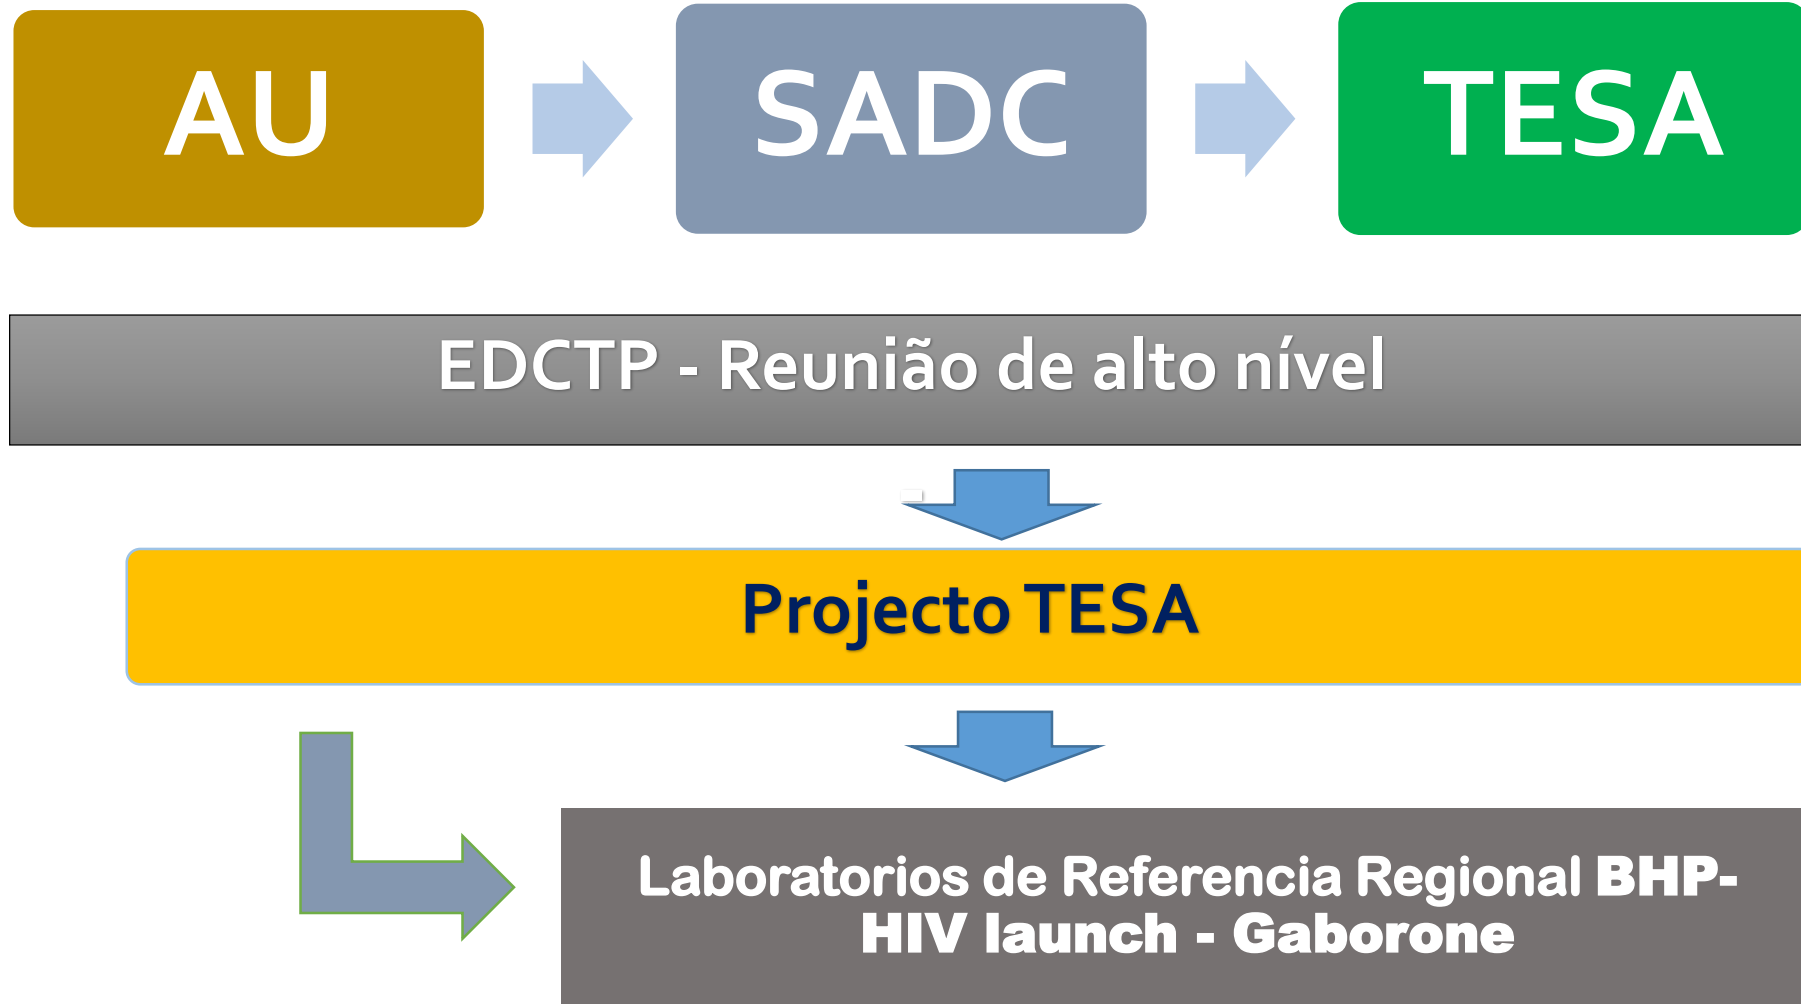 AU
SADC
TESA
EDCTP - Reunião de alto nível
Projecto TESA
Laboratorios de Referencia Regional BHP-
HIV launch - Gaborone